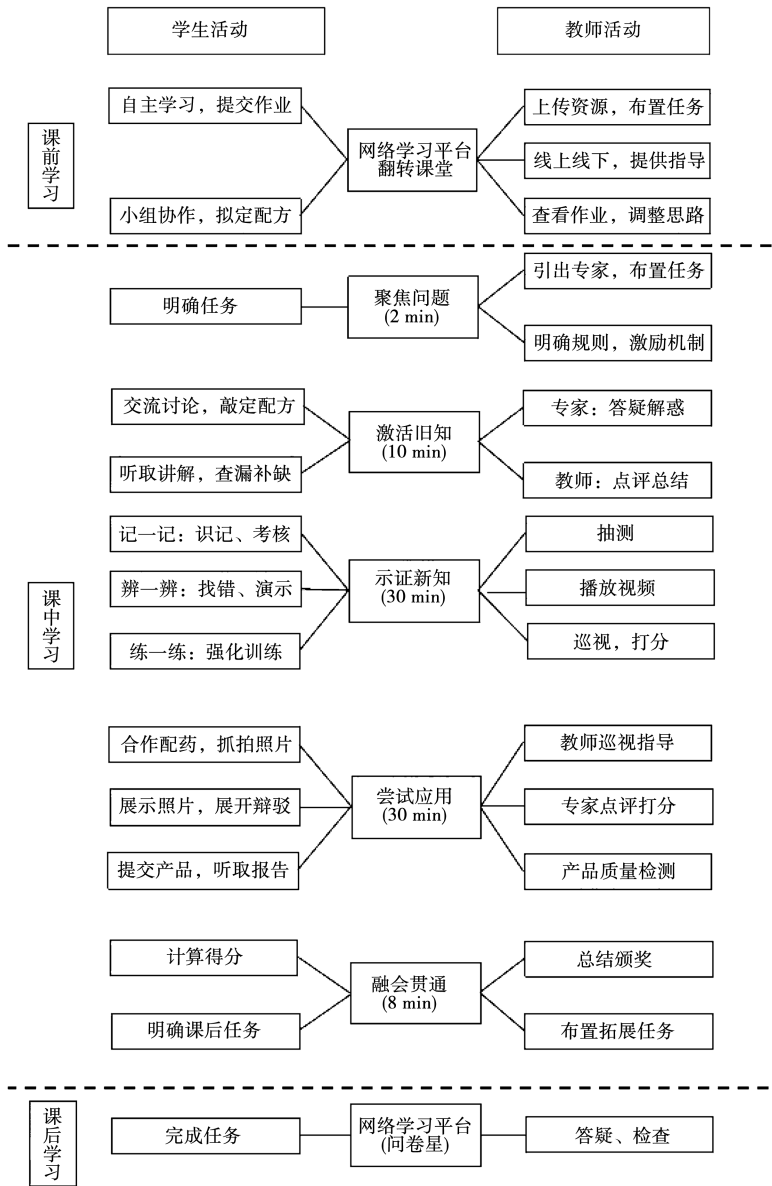 学生活动
教师活动
课前学习
自主学习，提交作业
小组协作，拟定配方
网络学习平台
翻转课堂
上传资源，布置任务
线上线下，提供指导
查看作业，调整思路
课中学习
明确任务
聚焦问题
(2 min)
引出专家，布置任务
明确规则，激励机制
交流讨论，敲定配方
听取讲解，查漏补缺
激活旧知
(10 min)
专家：答疑解惑
教师：点评总结
记一记：识记、考核
辨一辨：找错、演示
练一练：强化训练
示证新知
(30 min)
抽测
播放视频
巡视，打分
合作配药，抓拍照片
展示照片，展开辩驳
提交产品，听取报告
尝试应用
(30 min)
教师巡视指导
专家点评打分
产品质量检测
计算得分
明确课后任务
融会贯通
(8 min)
总结颁奖
布置拓展任务
课后学习
完成任务
网络学习平台
(问卷星)
答疑、检查